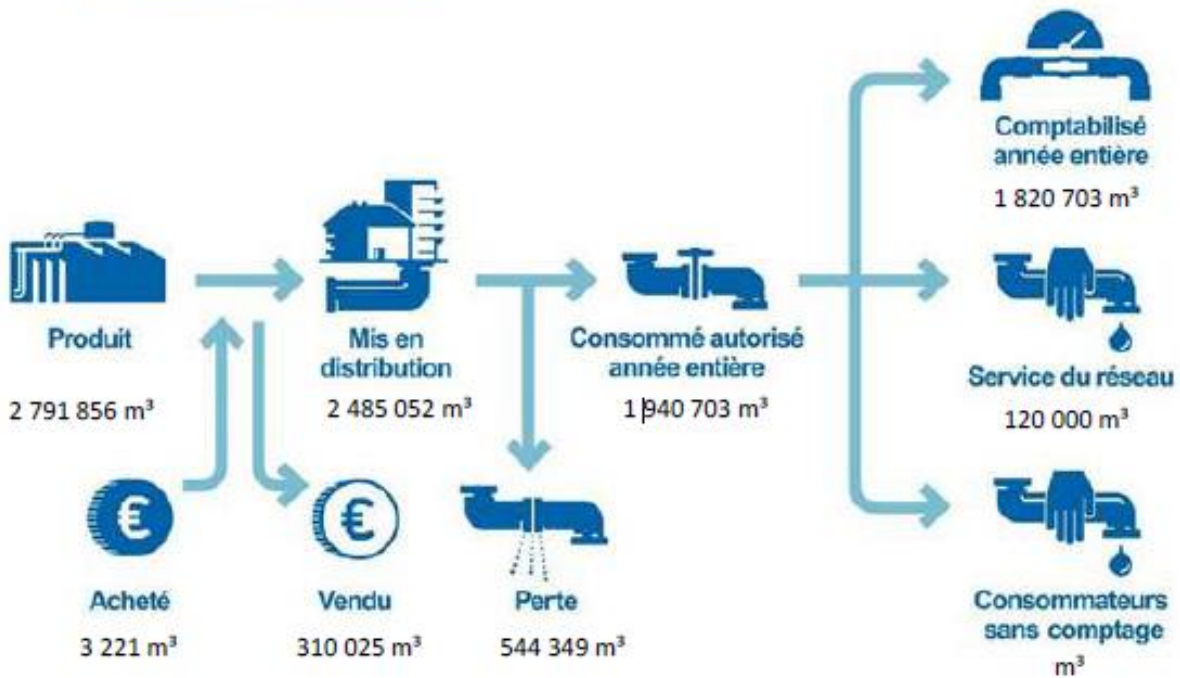 Comptabilisé
année entière
1 820 703 m³
Produit
2 791 856 m³
Mis en
distribution
2 485 052 m³
Consommé autorisé
année entière
1 940 703 m³
Service du réseau
120 000 m³
€
Acheté
3 221 m³
€
Vendu
310 025 m³
Perte
544 349 m³
Consommateurs
sans comptage
m³